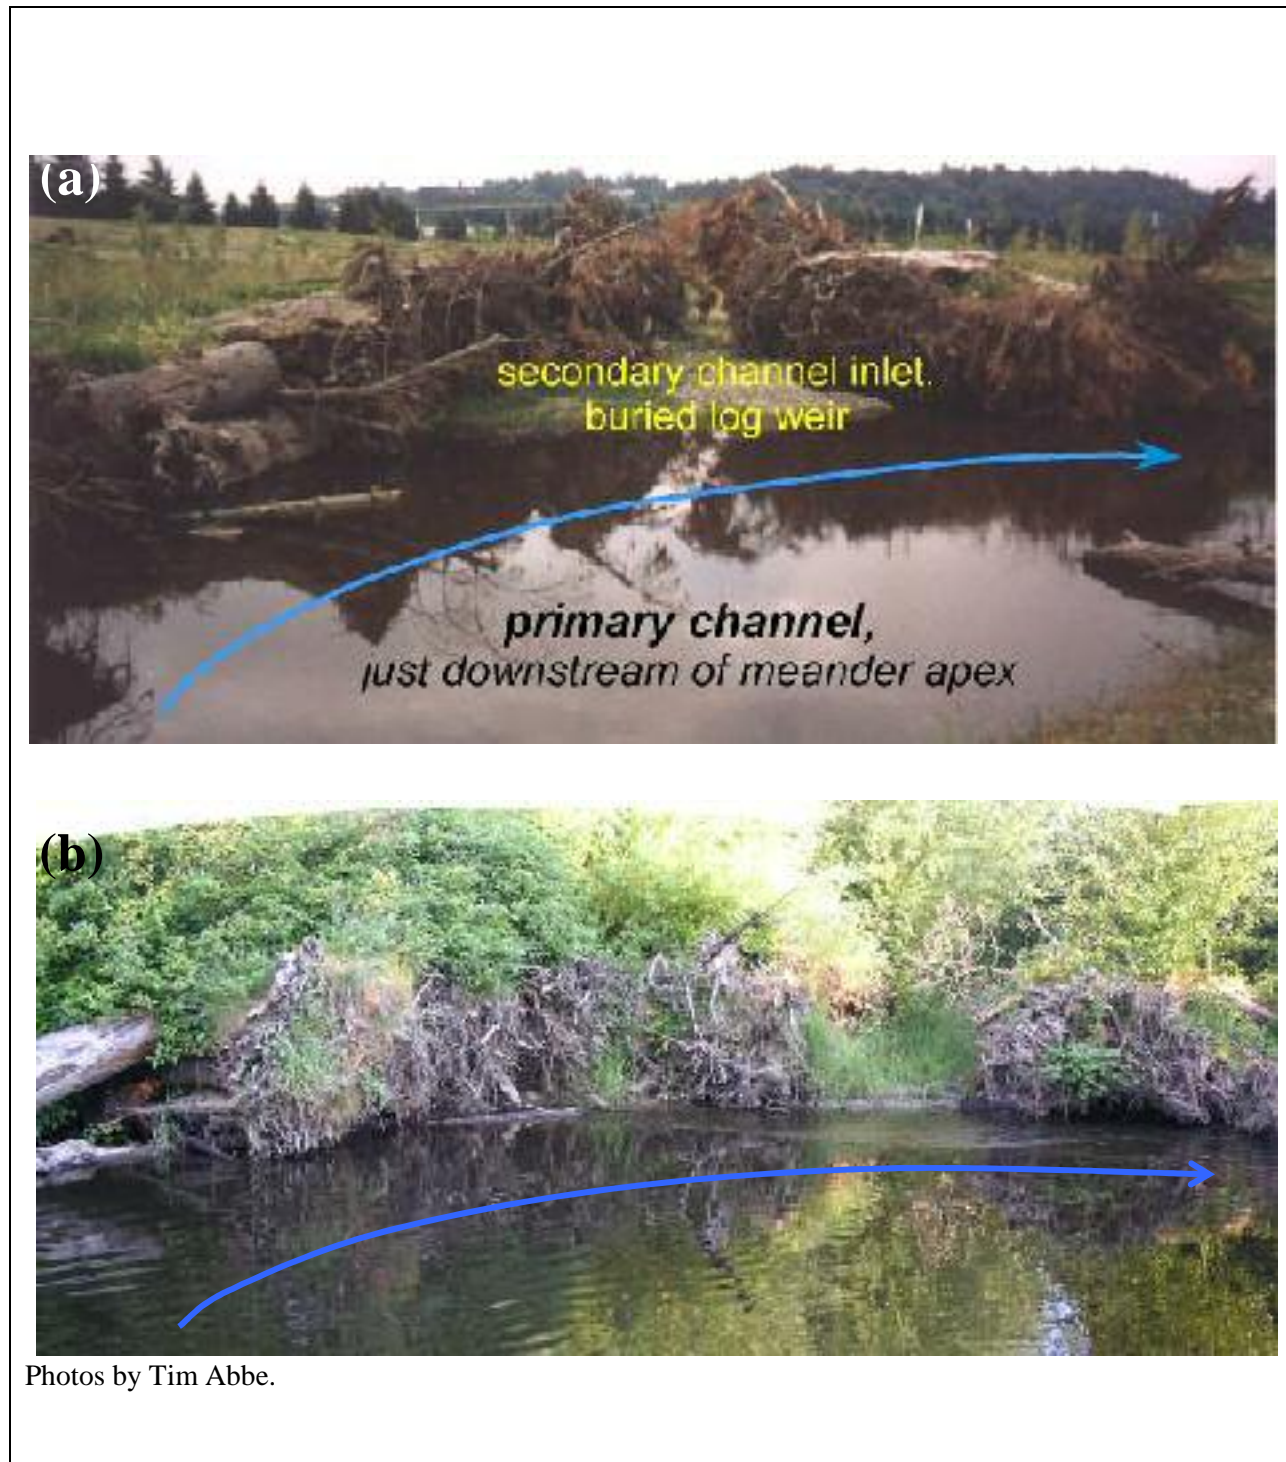 (a)
secondary channel inlet.
buried log weir
primary channel,
just downstream of meander apex
(b)
Photos by Tim Abbe.